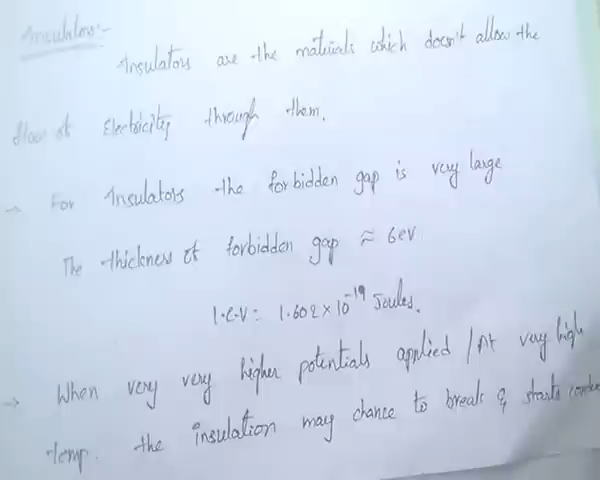 Insulators:-
Insulators are the materials which doesn't allow the
flow of Electricity through them.
→ For Insulators the forbidden gap is very large
The thickness of forbidden gap ≈ 6eV
1.e.V = 1.602 × 10⁻¹⁹ Joules.
→ When very very higher potentials applied / At very high
temp. the insulation may chance to break & starts